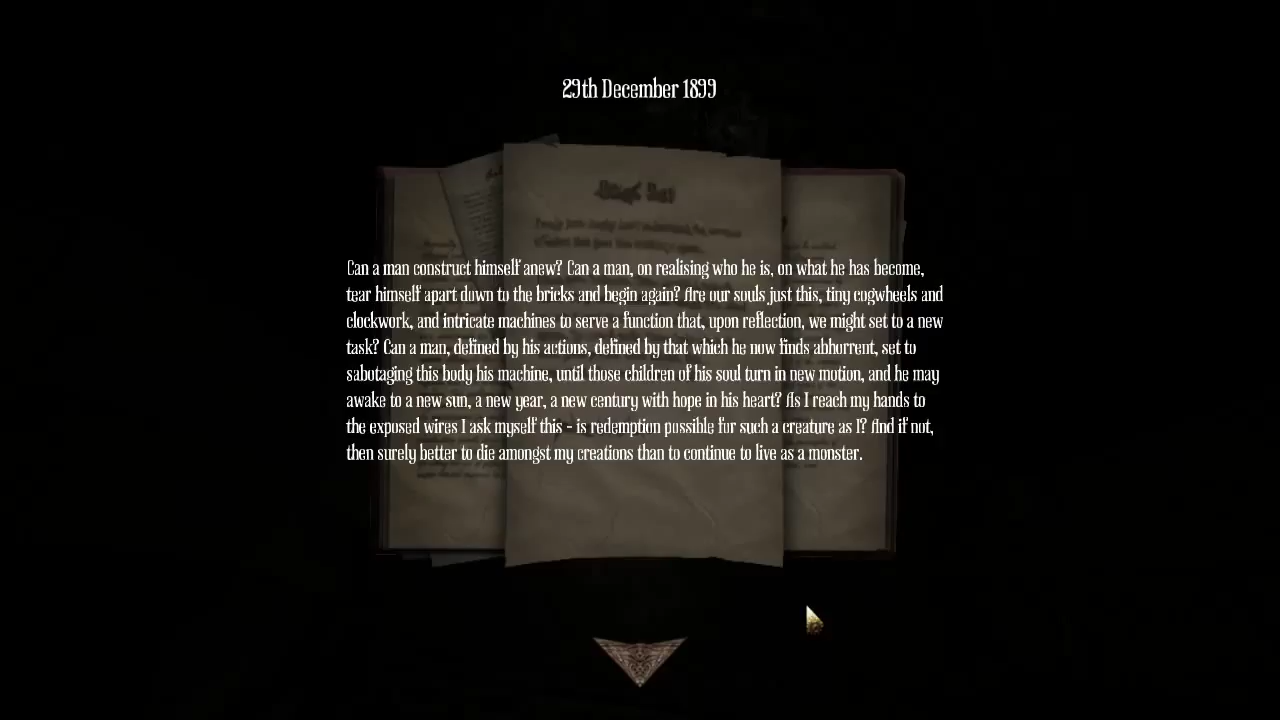 29th December 1899
Can a man construct himself anew? Can a man, on realising who he is, on what he has become,
tear himself apart down to the bricks and begin again? Are our souls just this, tiny cogwheels and
clockwork, and intricate machines to serve a function that, upon reflection, we might set to a new
task? Can a man, defined by his actions, defined by that which he now finds abhorrent, set to
sabotaging this body his machine, until those children of his soul turn in new motion, and he may
awake to a new sun, a new year, a new century with hope in his heart? As I reach my hands to
the exposed wires I ask myself this - is redemption possible for such a creature as I? And if not,
then surely better to die amongst my creations than to continue to live as a monster.